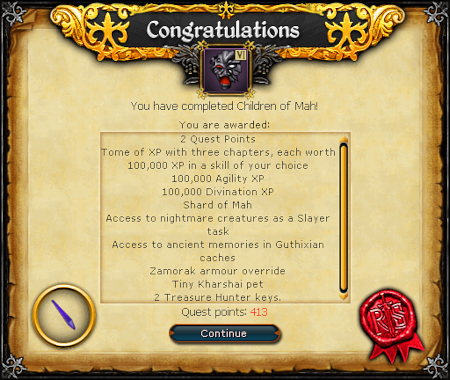 Congratulations
VI
You have completed Children of Mah!
You are awarded:
2 Quest Points
Tome of XP with three chapters, each worth
100,000 XP in a skill of your choice
100,000 Agility XP
100,000 Divination XP
Shard of Mah
Access to nightmare creatures as a Slayer
task
Access to ancient memories in Guthixian
caches
Zamorak armour override
Tiny Kharshai pet
2 Treasure Hunter keys.
Quest points: 413
Continue